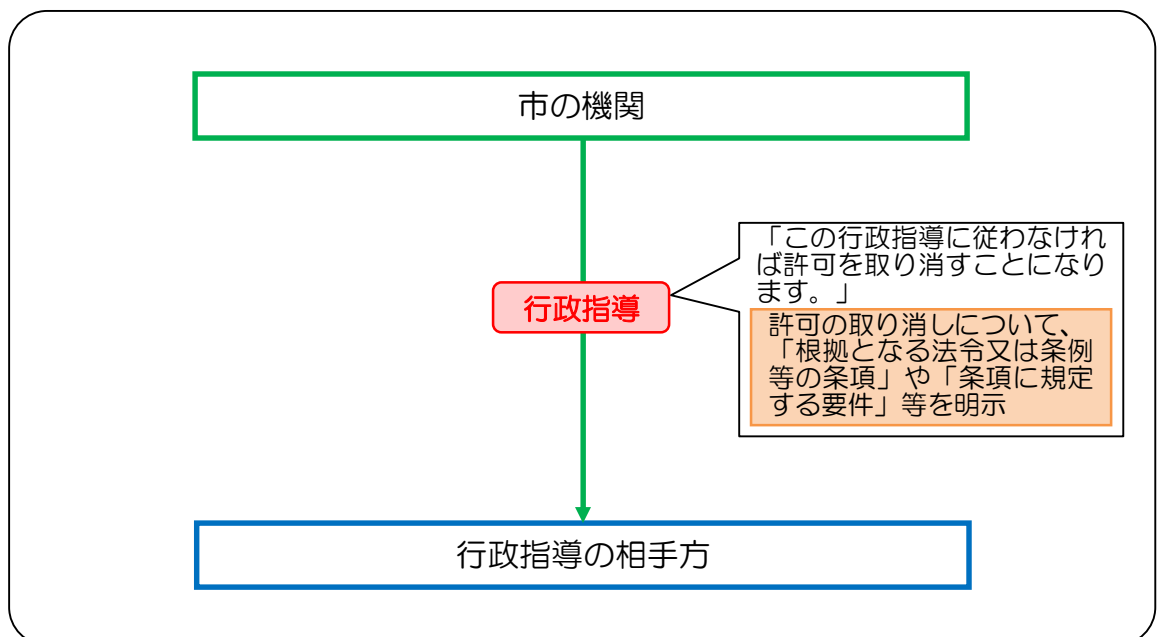 市の機関
「この行政指導に従わなけれ
ば許可を取り消すことになり
ます。」
行政指導
許可の取り消しについて、
「根拠となる法令又は条例
等の条項」や「条項に規定
する要件」等を明示
行政指導の相手方